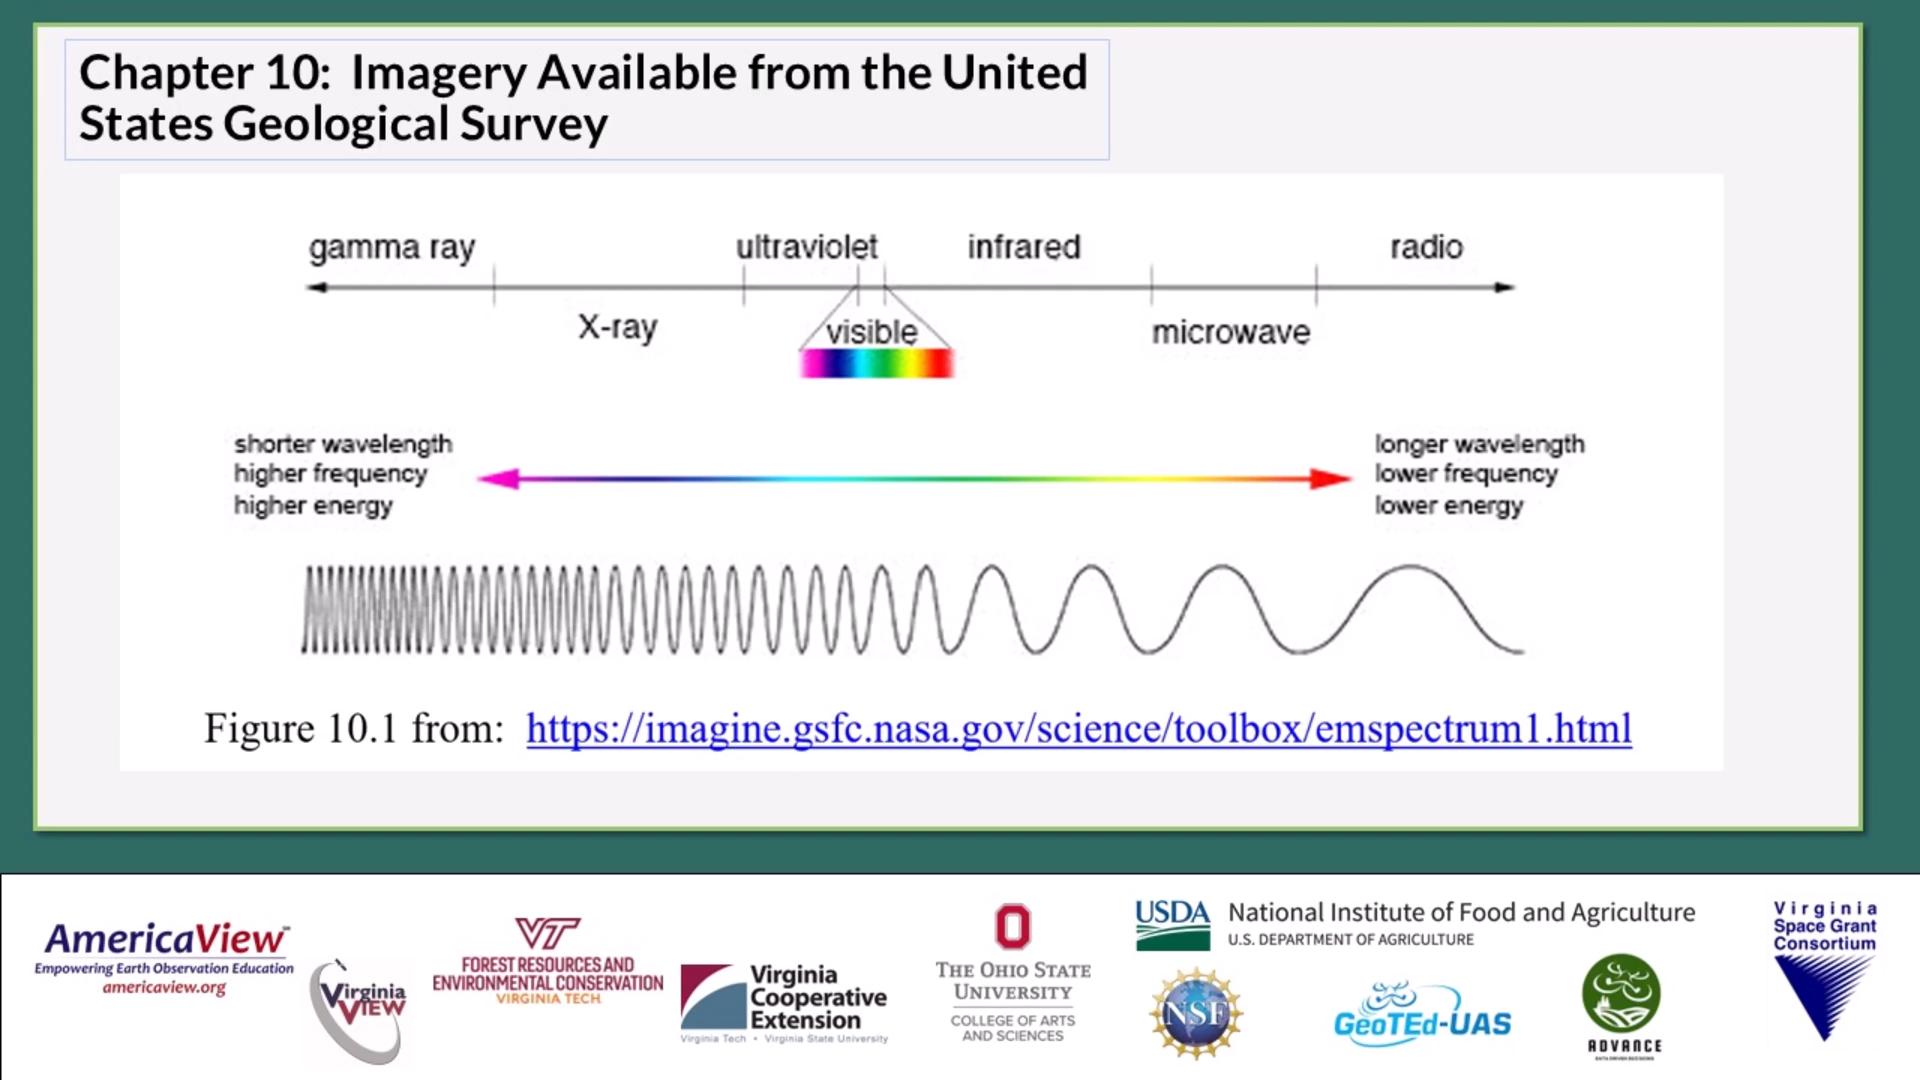 Chapter 10: Imagery Available from the United
States Geological Survey
gamma ray
ultraviolet
infrared
radio
X-ray
visible
microwave
shorter wavelength
higher frequency
higher energy
longer wavelength
lower frequency
lower energy
Figure 10.1 from: https://imagine.gsfc.nasa.gov/science/toolbox/emspectrum1.html
AmericaView
Empowering Earth Observation Education
americaview.org
Virginia
View
VT
FOREST RESOURCES AND
ENVIRONMENTAL CONSERVATION
VIRGINIA TECH
Virginia
Cooperative
Extension
Virginia Tech • Virginia State University
THE OHIO STATE
UNIVERSITY
COLLEGE OF ARTS
AND SCIENCES
USDA
National Institute of Food and Agriculture
U.S. DEPARTMENT OF AGRICULTURE
NSF
GeoTEd-UAS
ADVANCE
DATA DRIVEN DECISIONS
Virginia
Space Grant
Consortium